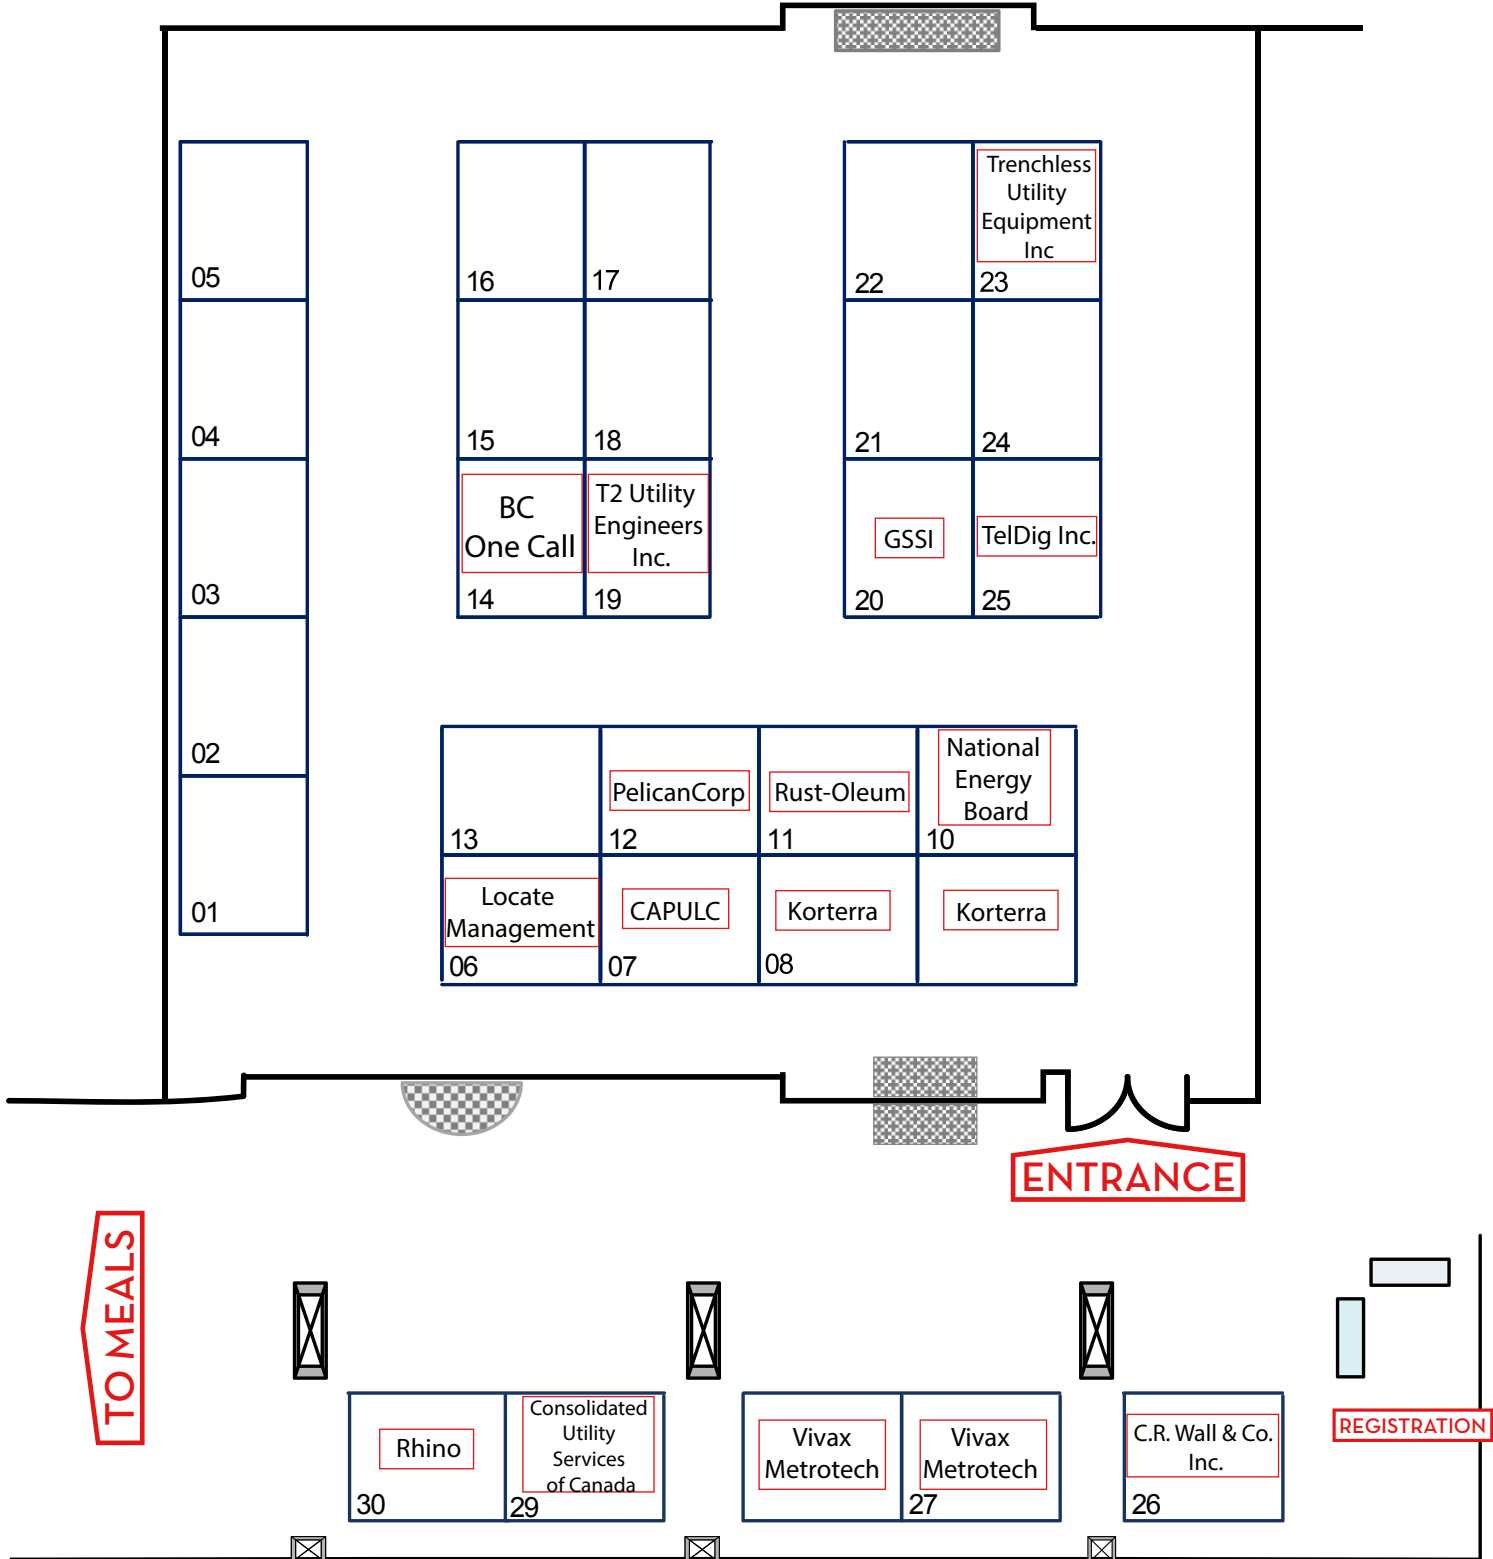 Trenchless
Utility
Equipment
Inc
05
16
17
22
23
04
15
18
21
24
BC
One Call
T2 Utility
Engineers
Inc.
GSSI
TelDig Inc.
03
14
19
20
25
02
PelicanCorp
Rust-Oleum
National
Energy
Board
13
12
11
10
01
Locate
Management
CAPULC
Korterra
Korterra
06
07
08
ENTRANCE
TO MEALS
REGISTRATION
Rhino
30
Consolidated
Utility
Services
of Canada
29
Vivax
Metrotech
Vivax
Metrotech
27
C.R. Wall & Co.
Inc.
26